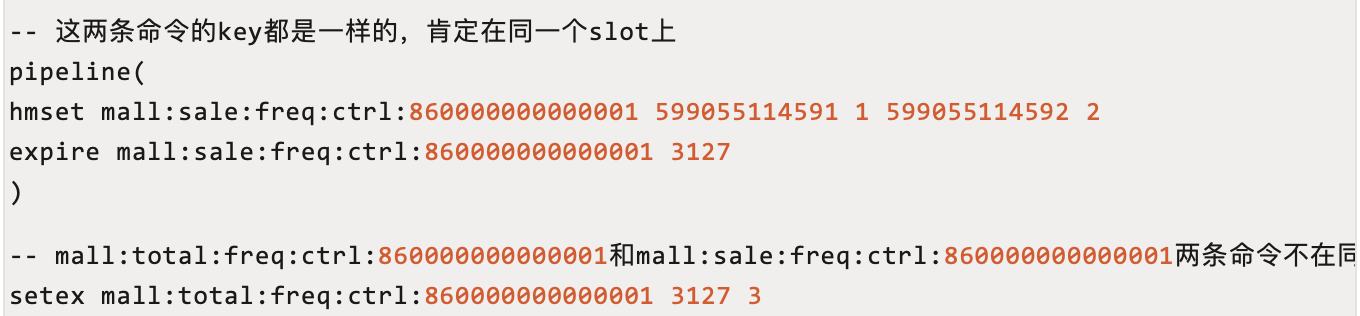 -- 这两条命令的key都是一样的，肯定在同一个slot上
pipeline(
hmset mall:sale:freq:ctrl:860000000000001 599055114591 1 599055114592 2
expire mall:sale:freq:ctrl:860000000000001 3127
)
-- mall:total:freq:ctrl:860000000000001和mall:sale:freq:ctrl:860000000000001两条命令不在同
setex mall:total:freq:ctrl:860000000000001 3127 3